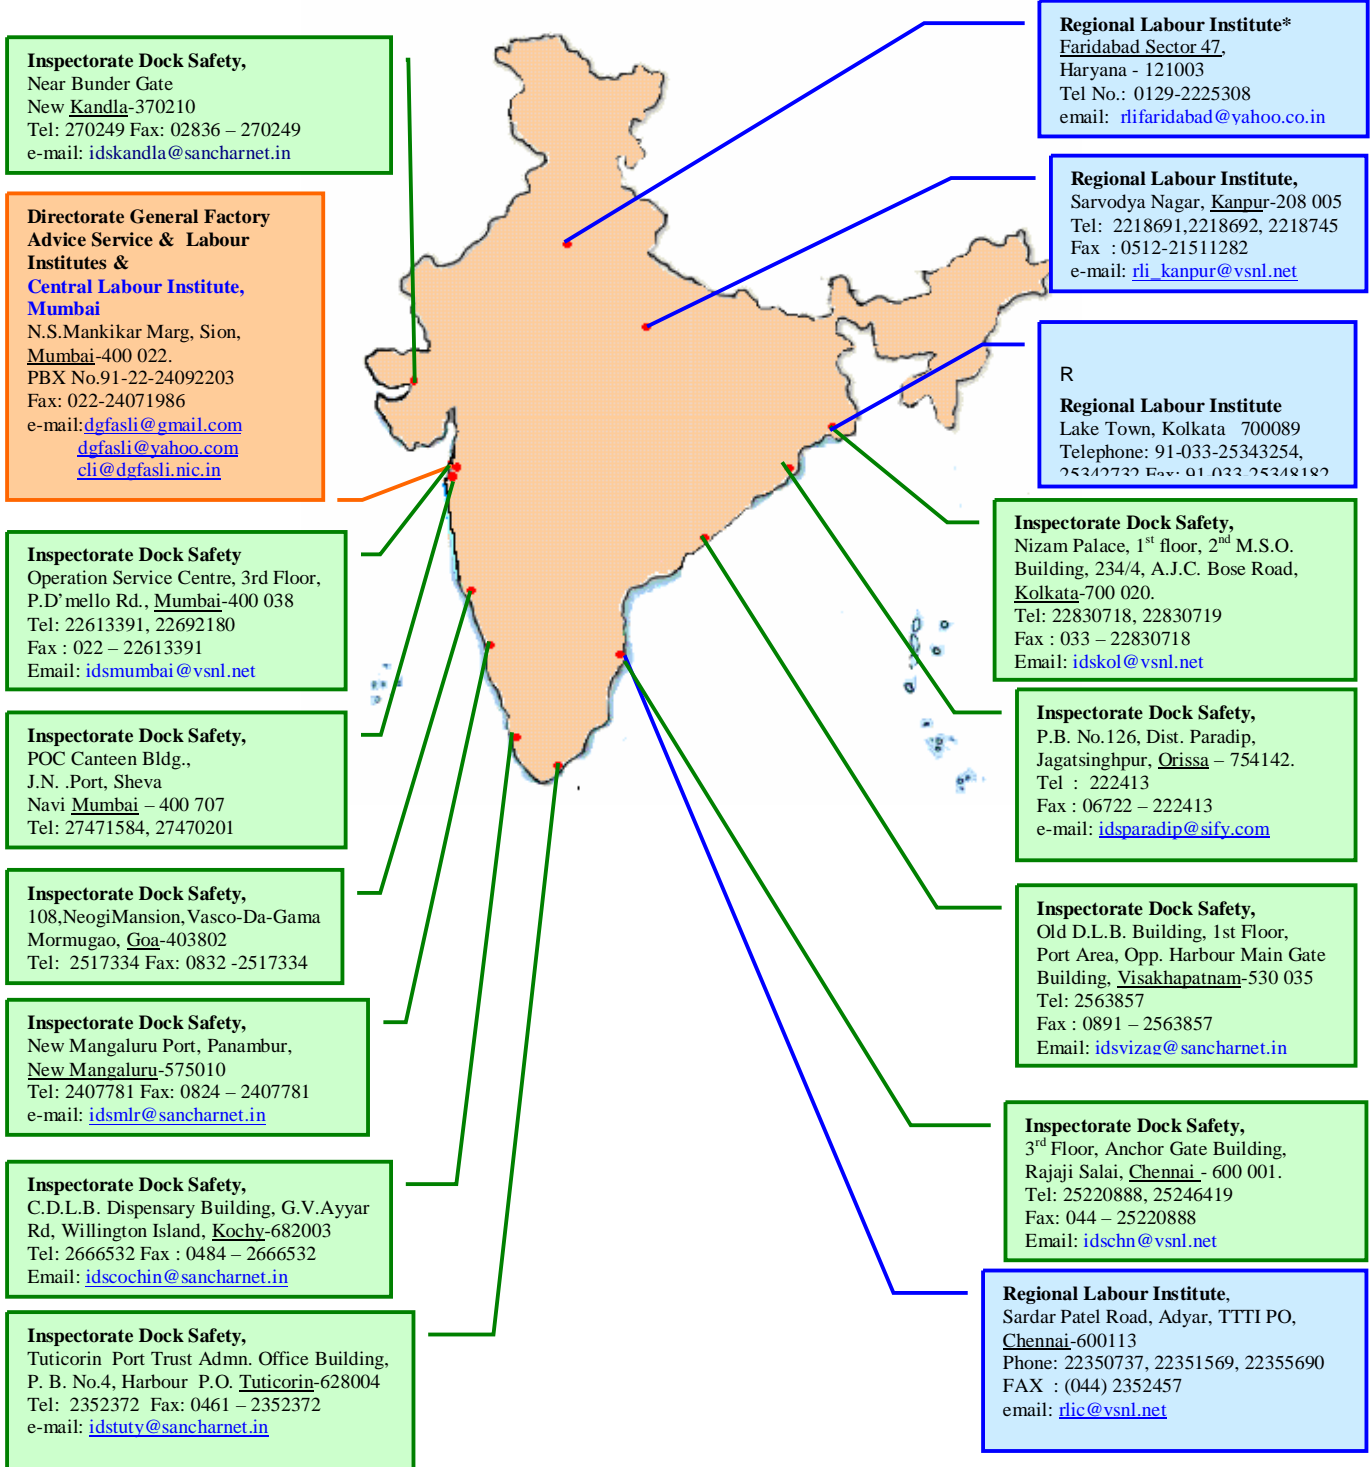 Inspectorate Dock Safety,
Near Bunder Gate
New Kandla-370210
Tel: 270249 Fax: 02836 – 270249
e-mail: idskandla@sancharnet.in
Directorate General Factory
Advice Service & Labour
Institutes &
Central Labour Institute,
Mumbai
N.S.Mankikar Marg, Sion,
Mumbai-400 022.
PBX No.91-22-24092203
Fax: 022-24071986
e-mail:dgfasli@gmail.com
dgfasli@yahoo.com
cli@dgfasli.nic.in
Inspectorate Dock Safety
Operation Service Centre, 3rd Floor,
P.D’mello Rd., Mumbai-400 038
Tel: 22613391, 22692180
Fax : 022 – 22613391
Email: idsmumbai@vsnl.net
Inspectorate Dock Safety,
POC Canteen Bldg.,
J.N. .Port, Sheva
Navi Mumbai – 400 707
Tel: 27471584, 27470201
Inspectorate Dock Safety,
108,NeogiMansion,Vasco-Da-Gama
Mormugao, Goa-403802
Tel: 2517334 Fax: 0832 -2517334
Inspectorate Dock Safety,
New Mangaluru Port, Panambur,
New Mangaluru-575010
Tel: 2407781 Fax: 0824 – 2407781
e-mail: idsmlr@sancharnet.in
Inspectorate Dock Safety,
C.D.L.B. Dispensary Building, G.V.Ayyar
Rd, Willington Island, Kochy-682003
Tel: 2666532 Fax : 0484 – 2666532
Email: idscochin@sancharnet.in
Inspectorate Dock Safety,
Tuticorin Port Trust Admn. Office Building,
P. B. No.4, Harbour P.O. Tuticorin-628004
Tel: 2352372 Fax: 0461 – 2352372
e-mail: idstuty@sancharnet.in
Regional Labour Institute*
Faridabad Sector 47,
Haryana - 121003
Tel No.: 0129-2225308
email: rlifaridabad@yahoo.co.in
Regional Labour Institute,
Sarvodya Nagar, Kanpur-208 005
Tel: 2218691,2218692, 2218745
Fax : 0512-21511282
e-mail: rli_kanpur@vsnl.net
R
Regional Labour Institute
Lake Town, Kolkata 700089
Telephone: 91-033-25343254,
25342732 Fax: 91-033-25348182
Inspectorate Dock Safety,
Nizam Palace, 1st floor, 2nd M.S.O.
Building, 234/4, A.J.C. Bose Road,
Kolkata-700 020.
Tel: 22830718, 22830719
Fax : 033 – 22830718
Email: idskol@vsnl.net
Inspectorate Dock Safety,
P.B. No.126, Dist. Paradip,
Jagatsinghpur, Orissa – 754142.
Tel : 222413
Fax : 06722 – 222413
e-mail: idsparadip@sify.com
Inspectorate Dock Safety,
Old D.L.B. Building, 1st Floor,
Port Area, Opp. Harbour Main Gate
Building, Visakhapatnam-530 035
Tel: 2563857
Fax : 0891 – 2563857
Email: idsvizag@sancharnet.in
Inspectorate Dock Safety,
3rd Floor, Anchor Gate Building,
Rajaji Salai, Chennai - 600 001.
Tel: 25220888, 25246419
Fax: 044 – 25220888
Email: idschn@vsnl.net
Regional Labour Institute,
Sardar Patel Road, Adyar, TTTI PO,
Chennai-600113
Phone: 22350737, 22351569, 22355690
FAX : (044) 2352457
email: rlic@vsnl.net